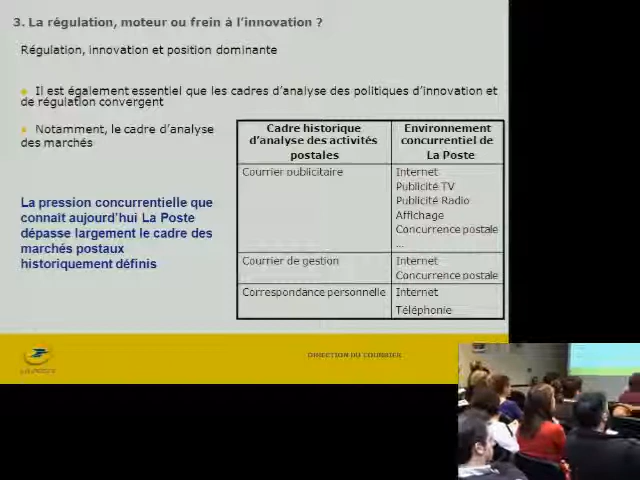 3. La régulation, moteur ou frein à l'innovation ?
Régulation, innovation et position dominante
Il est également essentiel que les cadres d'analyse des politiques d'innovation et
de régulation convergent
Notamment, le cadre d'analyse
des marchés
La pression concurrentielle que
connaît aujourd'hui La Poste
dépasse largement le cadre des
marchés postaux
historiquement définis
Cadre historique
d'analyse des activités
postales
Environnement
concurrentiel de
La Poste
Courrier publicitaire
Internet
Publicité TV
Publicité Radio
Affichage
Concurrence postale
...
Courrier de gestion
Internet
Concurrence postale
Correspondance personnelle
Internet
Téléphonie
LA POSTE
DIRECTION DU COURRIER